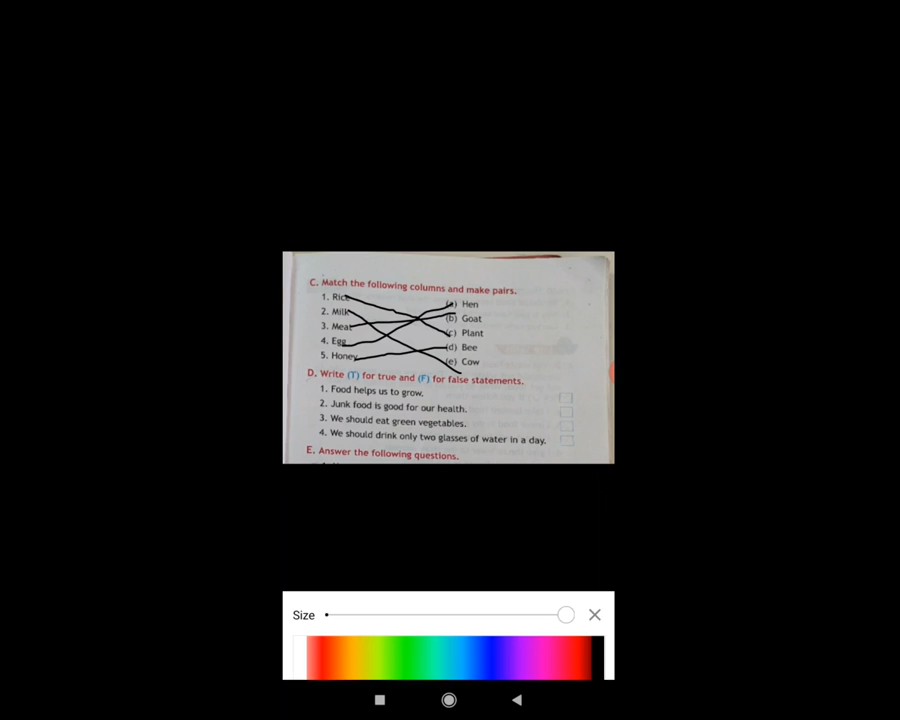 C. Match the following columns and make pairs.
1. Rice (a) Hen
2. Milk (b) Goat
3. Meat (c) Plant
4. Egg (d) Bee
5. Honey (e) Cow
D. Write (T) for true and (F) for false statements.
1. Food helps us to grow.
2. Junk food is good for our health.
3. We should eat green vegetables.
4. We should drink only two glasses of water in a day.
E. Answer the following questions.
Size